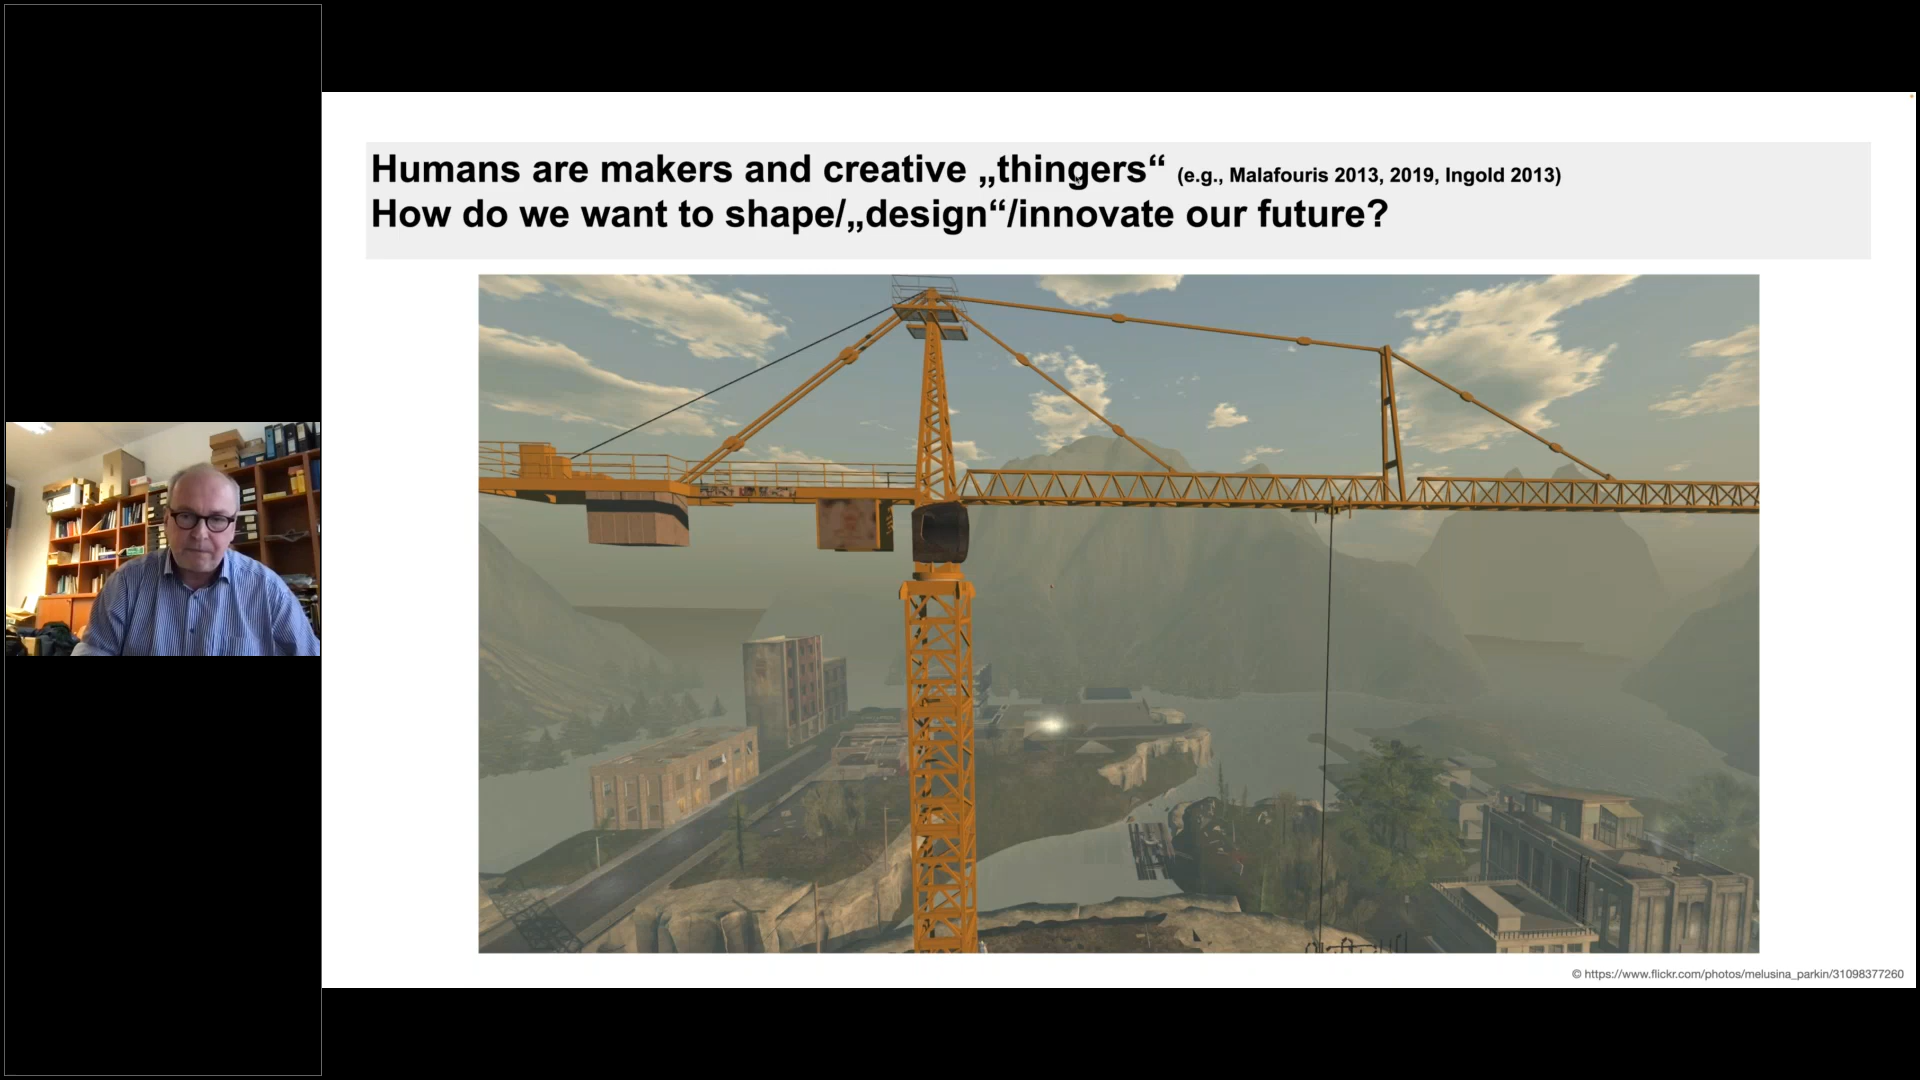 Humans are makers and creative „thingers“ (e.g., Malafouris 2013, 2019, Ingold 2013)
How do we want to shape/„design“/innovate our future?
© https://www.flickr.com/photos/melusina_parkin/31098377260